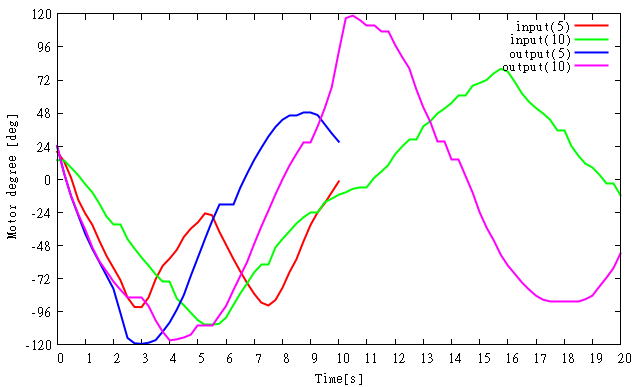 120
96
72
48
24
0
-24
-48
-72
-96
-120
Motor degree [deg]
input(5)
input(10)
output(5)
output(10)
0 1 2 3 4 5 6 7 8 9 10 11 12 13 14 15 16 17 18 19 20
Time[s]